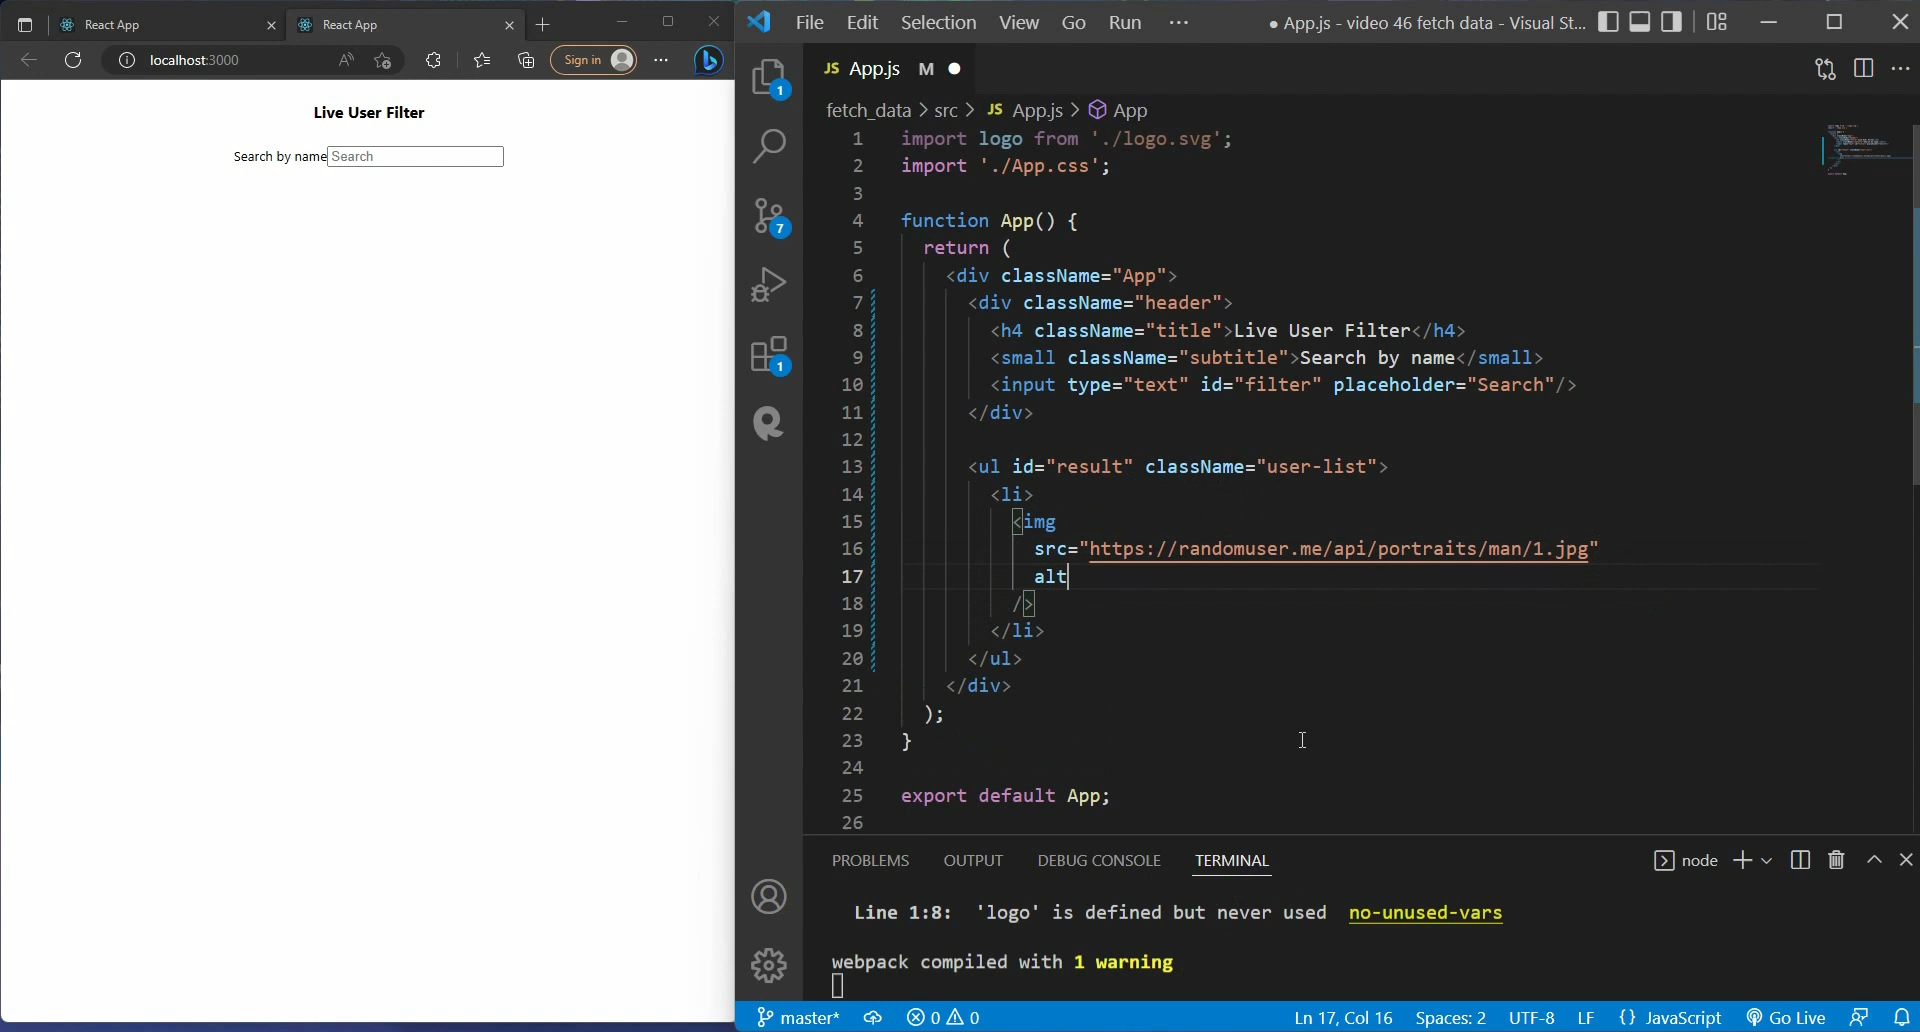 React App
React App
localhost:3000
Sign in
Live User Filter
Search by name
Search
File Edit Selection View Go Run ···
● App.js - video 46 fetch data - Visual St...
1
7
1
JS App.js M ●
fetch_data > src > JS App.js > App
1 import logo from './logo.svg';
2 import './App.css';
3
4 function App() {
5 return (
6 <div className="App">
7 <div className="header">
8 <h4 className="title">Live User Filter</h4>
9 <small className="subtitle">Search by name</small>
10 <input type="text" id="filter" placeholder="Search"/>
11 </div>
12
13 <ul id="result" className="user-list">
14 <li>
15 <img
16 src="https://randomuser.me/api/portraits/man/1.jpg"
17 alt
18 />
19 </li>
20 </ul>
21 </div>
22 );
23 }
24
25 export default App;
26
PROBLEMS OUTPUT DEBUG CONSOLE TERMINAL
node
Line 1:8: 'logo' is defined but never used no-unused-vars
webpack compiled with 1 warning
master* 0 0
Ln 17, Col 16 Spaces: 2 UTF-8 LF {} JavaScript Go Live